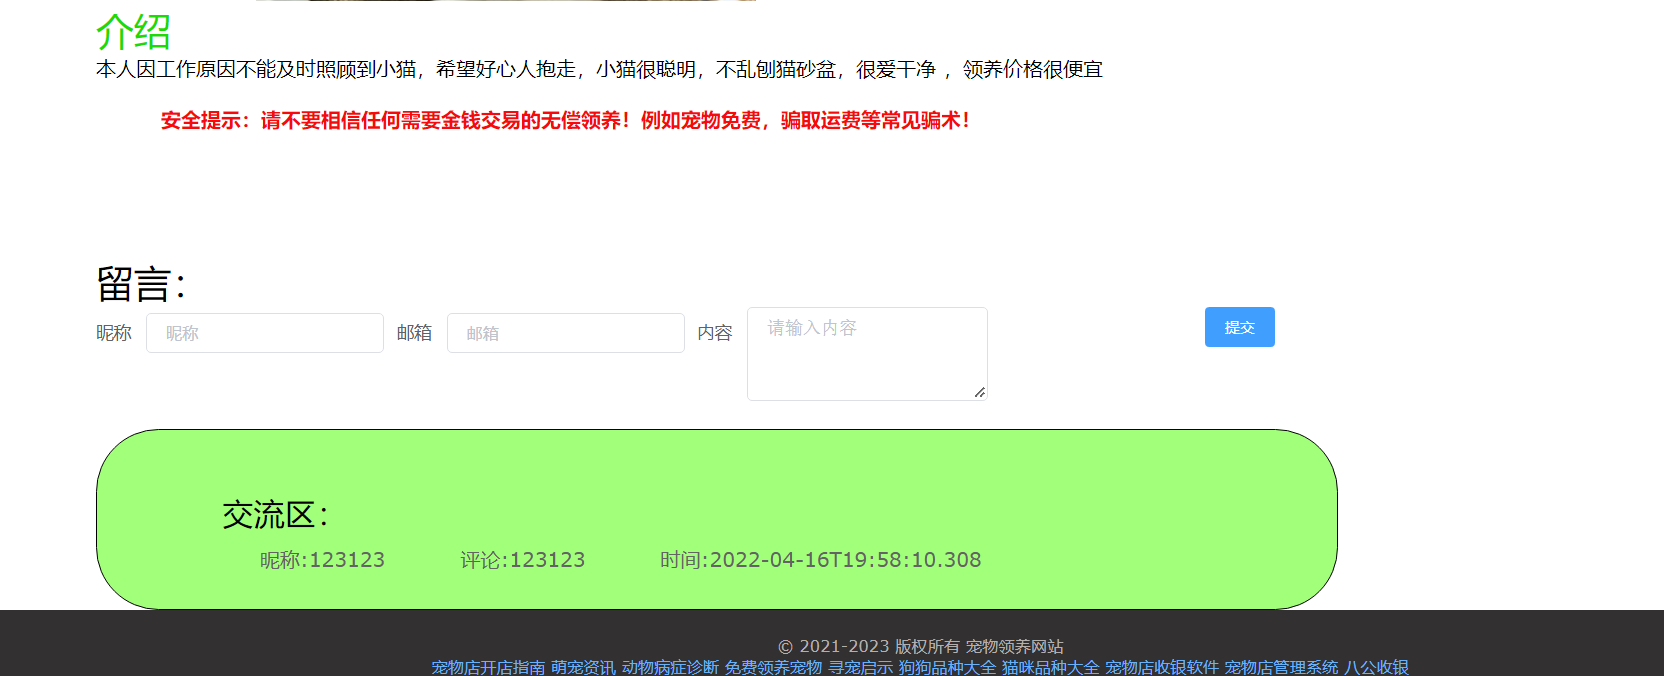 介绍
本人因工作原因不能及时照顾到小猫，希望好心人抱走，小猫很聪明，不乱刨猫砂盆，很爱干净 ，领养价格很便宜
安全提示：请不要相信任何需要金钱交易的无偿领养！例如宠物免费，骗取运费等常见骗术！
留言：
昵称 昵称 邮箱 邮箱 内容 请输入内容 提交
交流区：
昵称:123123 评论:123123 时间:2022-04-16T19:58:10.308
© 2021-2023 版权所有 宠物领养网站
宠物店开店指南 萌宠资讯 动物病症诊断 免费领养宠物 寻宠启示 狗狗品种大全 猫咪品种大全 宠物店收银软件 宠物店管理系统 八公收银